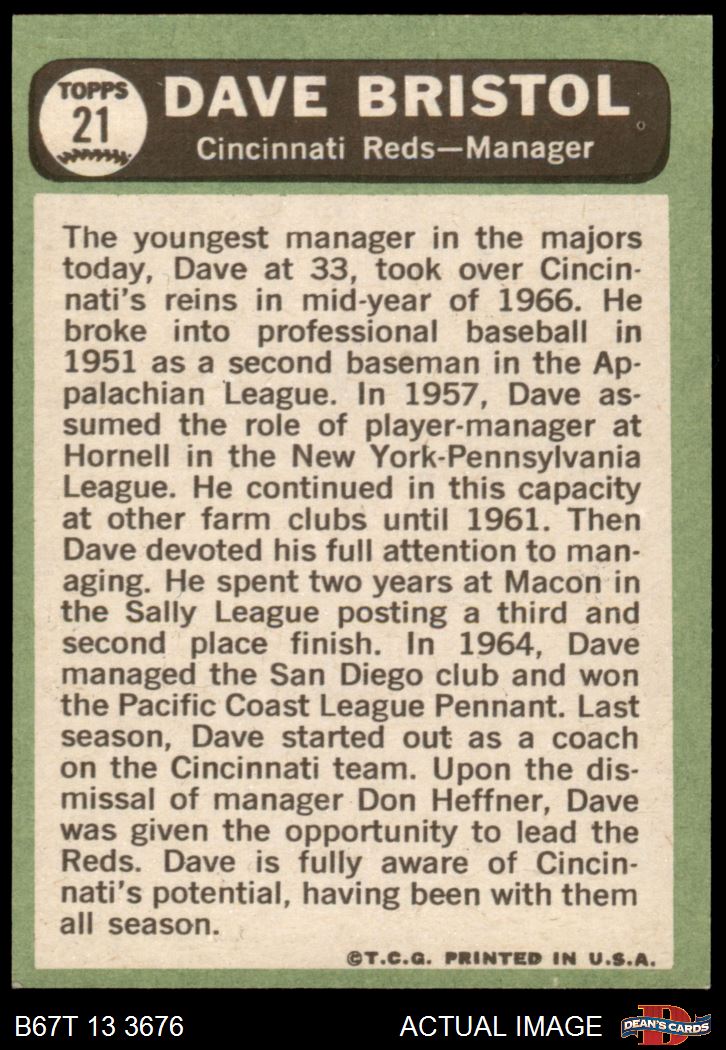 TOPPS
21
DAVE BRISTOL
Cincinnati Reds—Manager
The youngest manager in the majors
today, Dave at 33, took over Cincin-
nati's reins in mid-year of 1966. He
broke into professional baseball in
1951 as a second baseman in the Ap-
palachian League. In 1957, Dave as-
sumed the role of player-manager at
Hornell in the New York-Pennsylvania
League. He continued in this capacity
at other farm clubs until 1961. Then
Dave devoted his full attention to man-
aging. He spent two years at Macon in
the Sally League posting a third and
second place finish. In 1964, Dave
managed the San Diego club and won
the Pacific Coast League Pennant. Last
season, Dave started out as a coach
on the Cincinnati team. Upon the dis-
missal of manager Don Heffner, Dave
was given the opportunity to lead the
Reds. Dave is fully aware of Cincin-
nati's potential, having been with them
all season.
©T.C.G. PRINTED IN U.S.A.
B67T 13 3676
ACTUAL IMAGE
D
DEAN'S CARDS